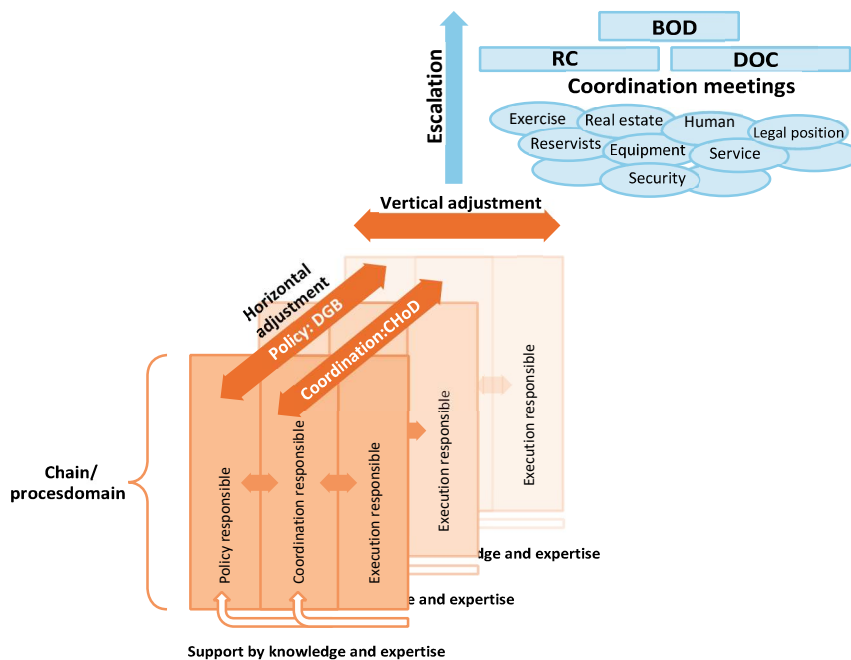 BOD
RC
DOC
Coordination meetings
Escalation
Exercise
Real estate
Human
Legal position
Reservists
Equipment
Service
Security
Vertical adjustment
Horizontal
adjustment
Policy: DGB
Coordination:CHoD
Chain/
procesdomain
Policy responsible
Coordination responsible
Execution responsible
Execution responsible
Execution responsible
dge and expertise
e and expertise
Support by knowledge and expertise